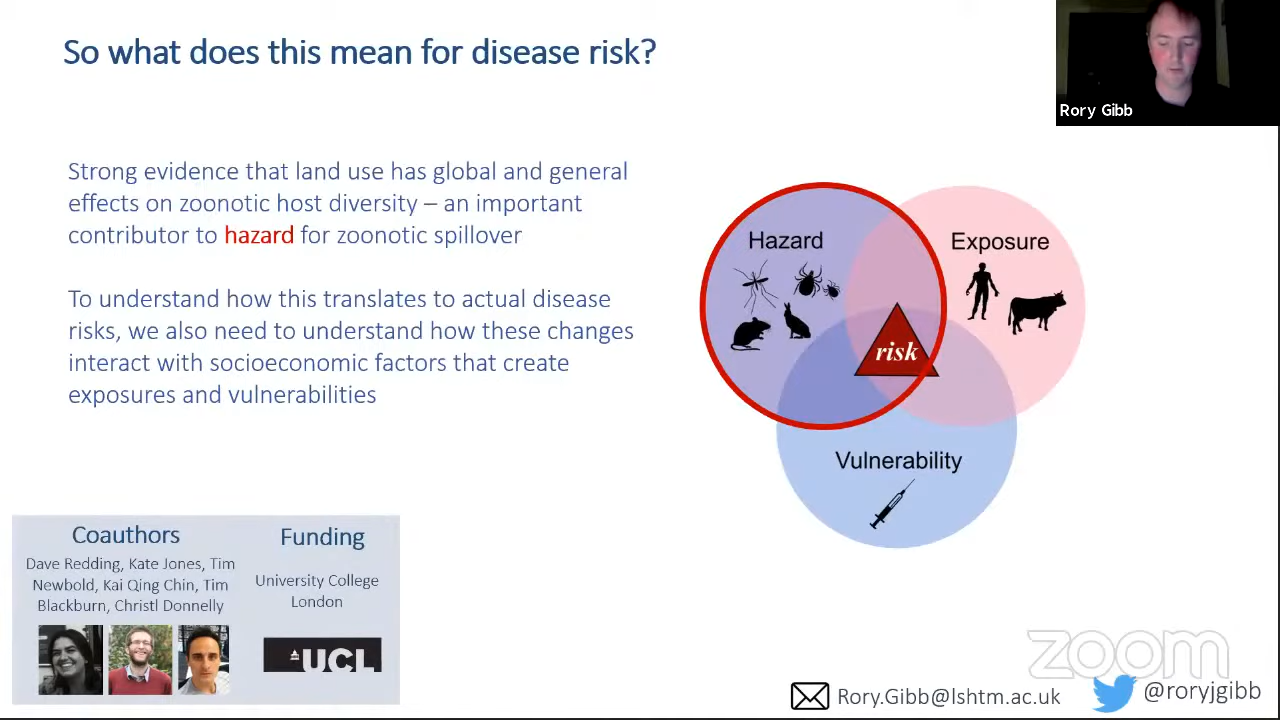 So what does this mean for disease risk?
Rory Gibb
Strong evidence that land use has global and general
effects on zoonotic host diversity – an important
contributor to hazard for zoonotic spillover
To understand how this translates to actual disease
risks, we also need to understand how these changes
interact with socioeconomic factors that create
exposures and vulnerabilities
Hazard
Exposure
risk
Vulnerability
Coauthors
Dave Redding, Kate Jones, Tim
Newbold, Kai Qing Chin, Tim
Blackburn, Christl Donnelly
Funding
University College
London
UCL
zoom
Rory.Gibb@lshtm.ac.uk
@roryjgibb